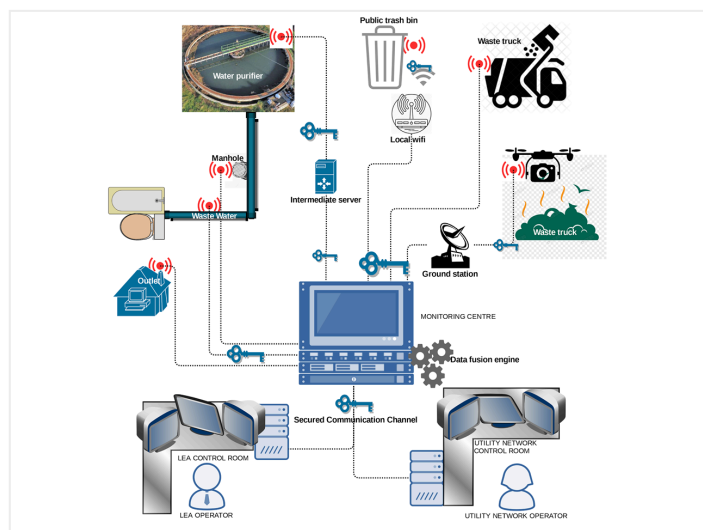 Public trash bin
Waste truck
Water purifier
Local wifi
Manhole
Intermediate server
Waste Water
Waste truck
Ground station
Outlet
MONITORING CENTRE
Data fusion engine
Secured Communication Channel
LEA CONTROL ROOM
UTILITY NETWORK
CONTROL ROOM
LEA OPERATOR
UTILITY NETWORK OPERATOR